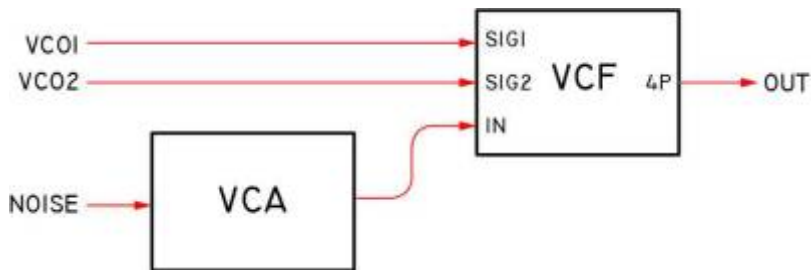 VCO1
VCO2
NOISE
VCA
SIG1
SIG2
IN
VCF
4P
OUT